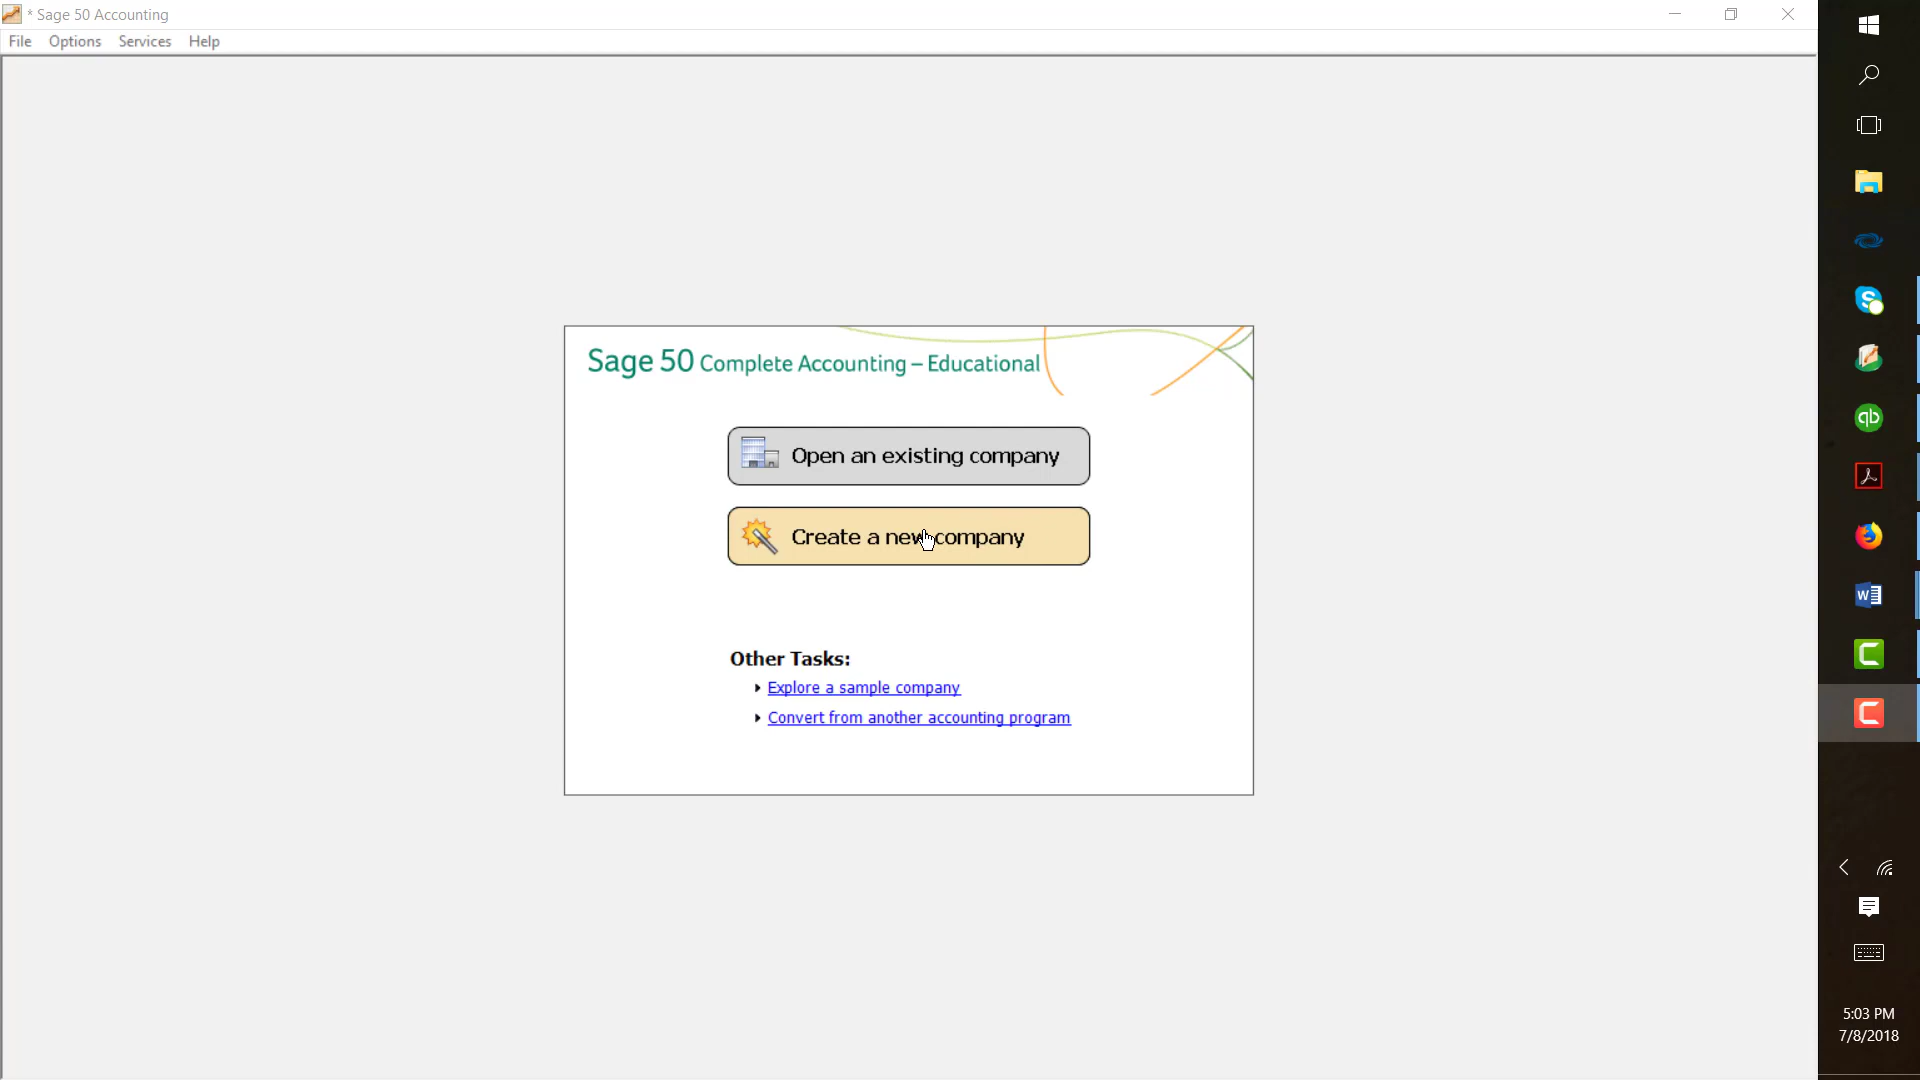 * Sage 50 Accounting
File Options Services Help
Sage 50 Complete Accounting – Educational
Open an existing company
Create a new company
Other Tasks:
Explore a sample company
Convert from another accounting program
qb
W
5:03 PM
7/8/2018